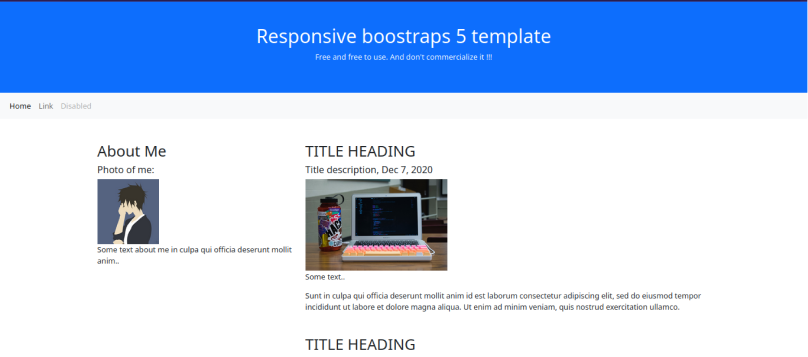 Responsive boostraps 5 template
Free and free to use. And don't commercialize it !!!
Home Link Disabled
About Me
Photo of me:
Some text about me in culpa qui officia deserunt mollit
anim..
TITLE HEADING
Title description, Dec 7, 2020
Some text..
Sunt in culpa qui officia deserunt mollit anim id est laborum consectetur adipiscing elit, sed do eiusmod tempor
incididunt ut labore et dolore magna aliqua. Ut enim ad minim veniam, quis nostrud exercitation ullamco.
TITLE HEADING